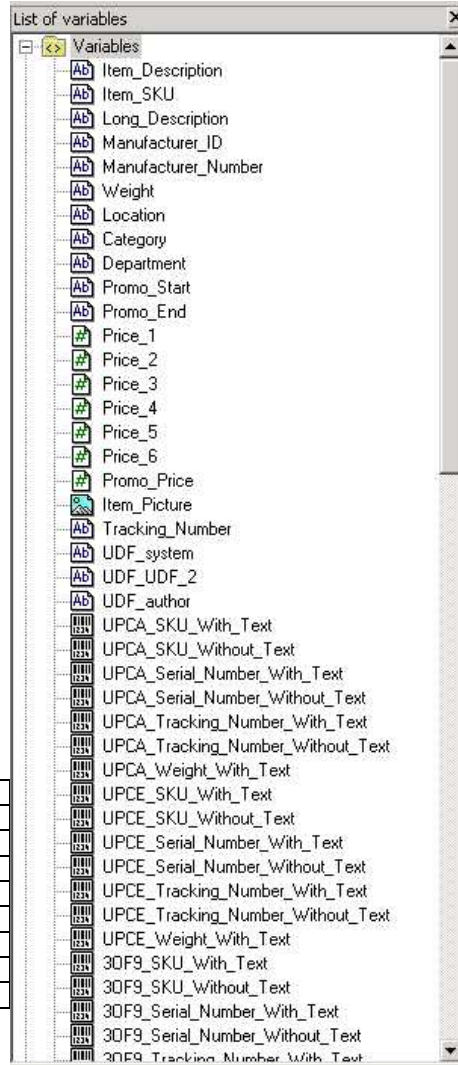 List of variables
Variables
Item_Description
Item_SKU
Long_Description
Manufacturer_ID
Manufacturer_Number
Weight
Location
Category
Department
Promo_Start
Promo_End
Price_1
Price_2
Price_3
Price_4
Price_5
Price_6
Promo_Price
Item_Picture
Tracking_Number
UDF_system
UDF_UDF_2
UDF_author
UPCA_SKU_With_Text
UPCA_SKU_Without_Text
UPCA_Serial_Number_With_Text
UPCA_Serial_Number_Without_Text
UPCA_Tracking_Number_With_Text
UPCA_Tracking_Number_Without_Text
UPCA_Weight_With_Text
UPCE_SKU_With_Text
UPCE_SKU_Without_Text
UPCE_Serial_Number_With_Text
UPCE_Serial_Number_Without_Text
UPCE_Tracking_Number_With_Text
UPCE_Tracking_Number_Without_Text
UPCE_Weight_With_Text
3OF9_SKU_With_Text
3OF9_SKU_Without_Text
3OF9_Serial_Number_With_Text
3OF9_Serial_Number_Without_Text
3OF9_Tracking_Number_With_Text